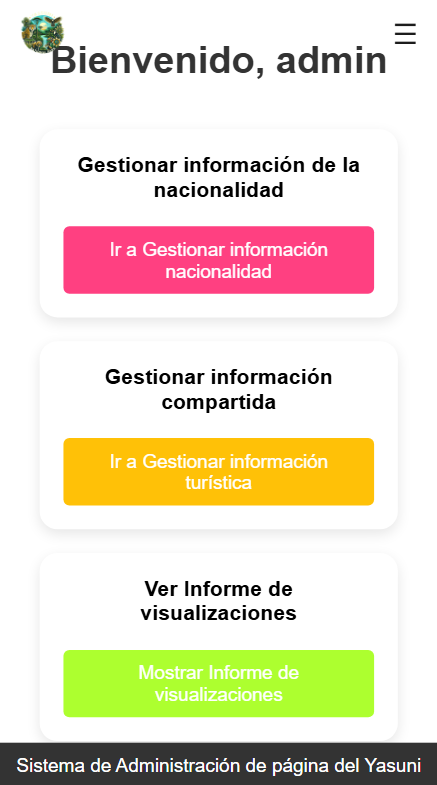 Bienvenido, admin
Gestionar información de la
nacionalidad
Ir a Gestionar información
nacionalidad
Gestionar información
compartida
Ir a Gestionar información
turística
Ver Informe de
visualizaciones
Mostrar Informe de
visualizaciones
Sistema de Administración de página del Yasuni